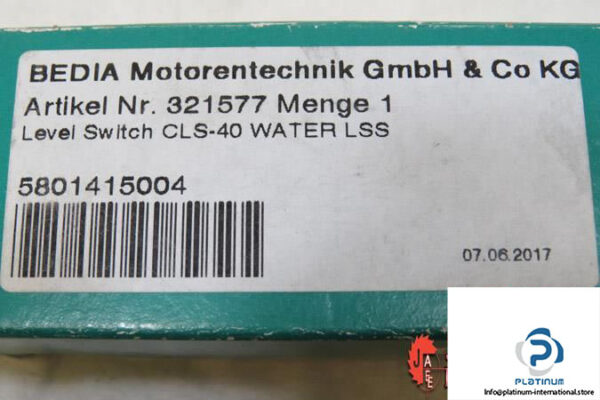 BEDIA Motorentechnik GmbH & Co KG
Artikel Nr. 321577 Menge 1
Level Switch CLS-40 WATER LSS
5801415004
07.06.2017
JAEE
PLATINUM
Info@platinum-international.store